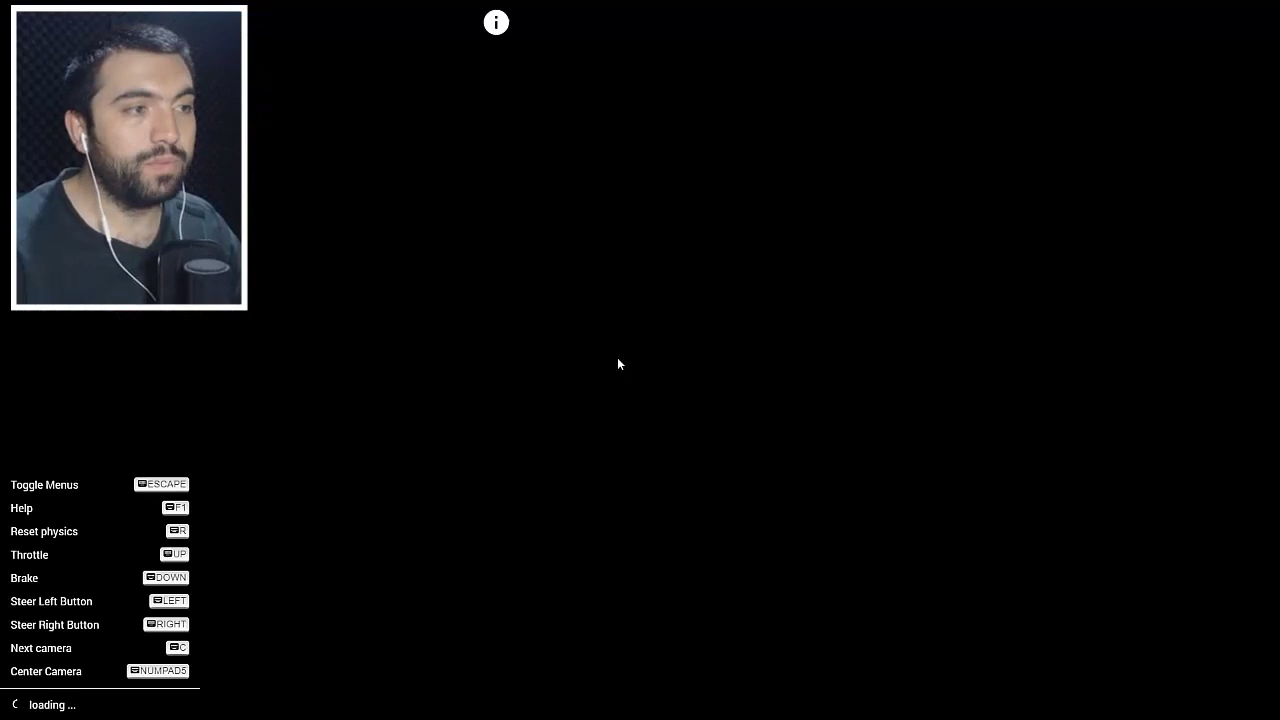 i
Toggle Menus ESCAPE
Help F1
Reset physics R
Throttle UP
Brake DOWN
Steer Left Button LEFT
Steer Right Button RIGHT
Next camera C
Center Camera NUMPAD5
loading ...